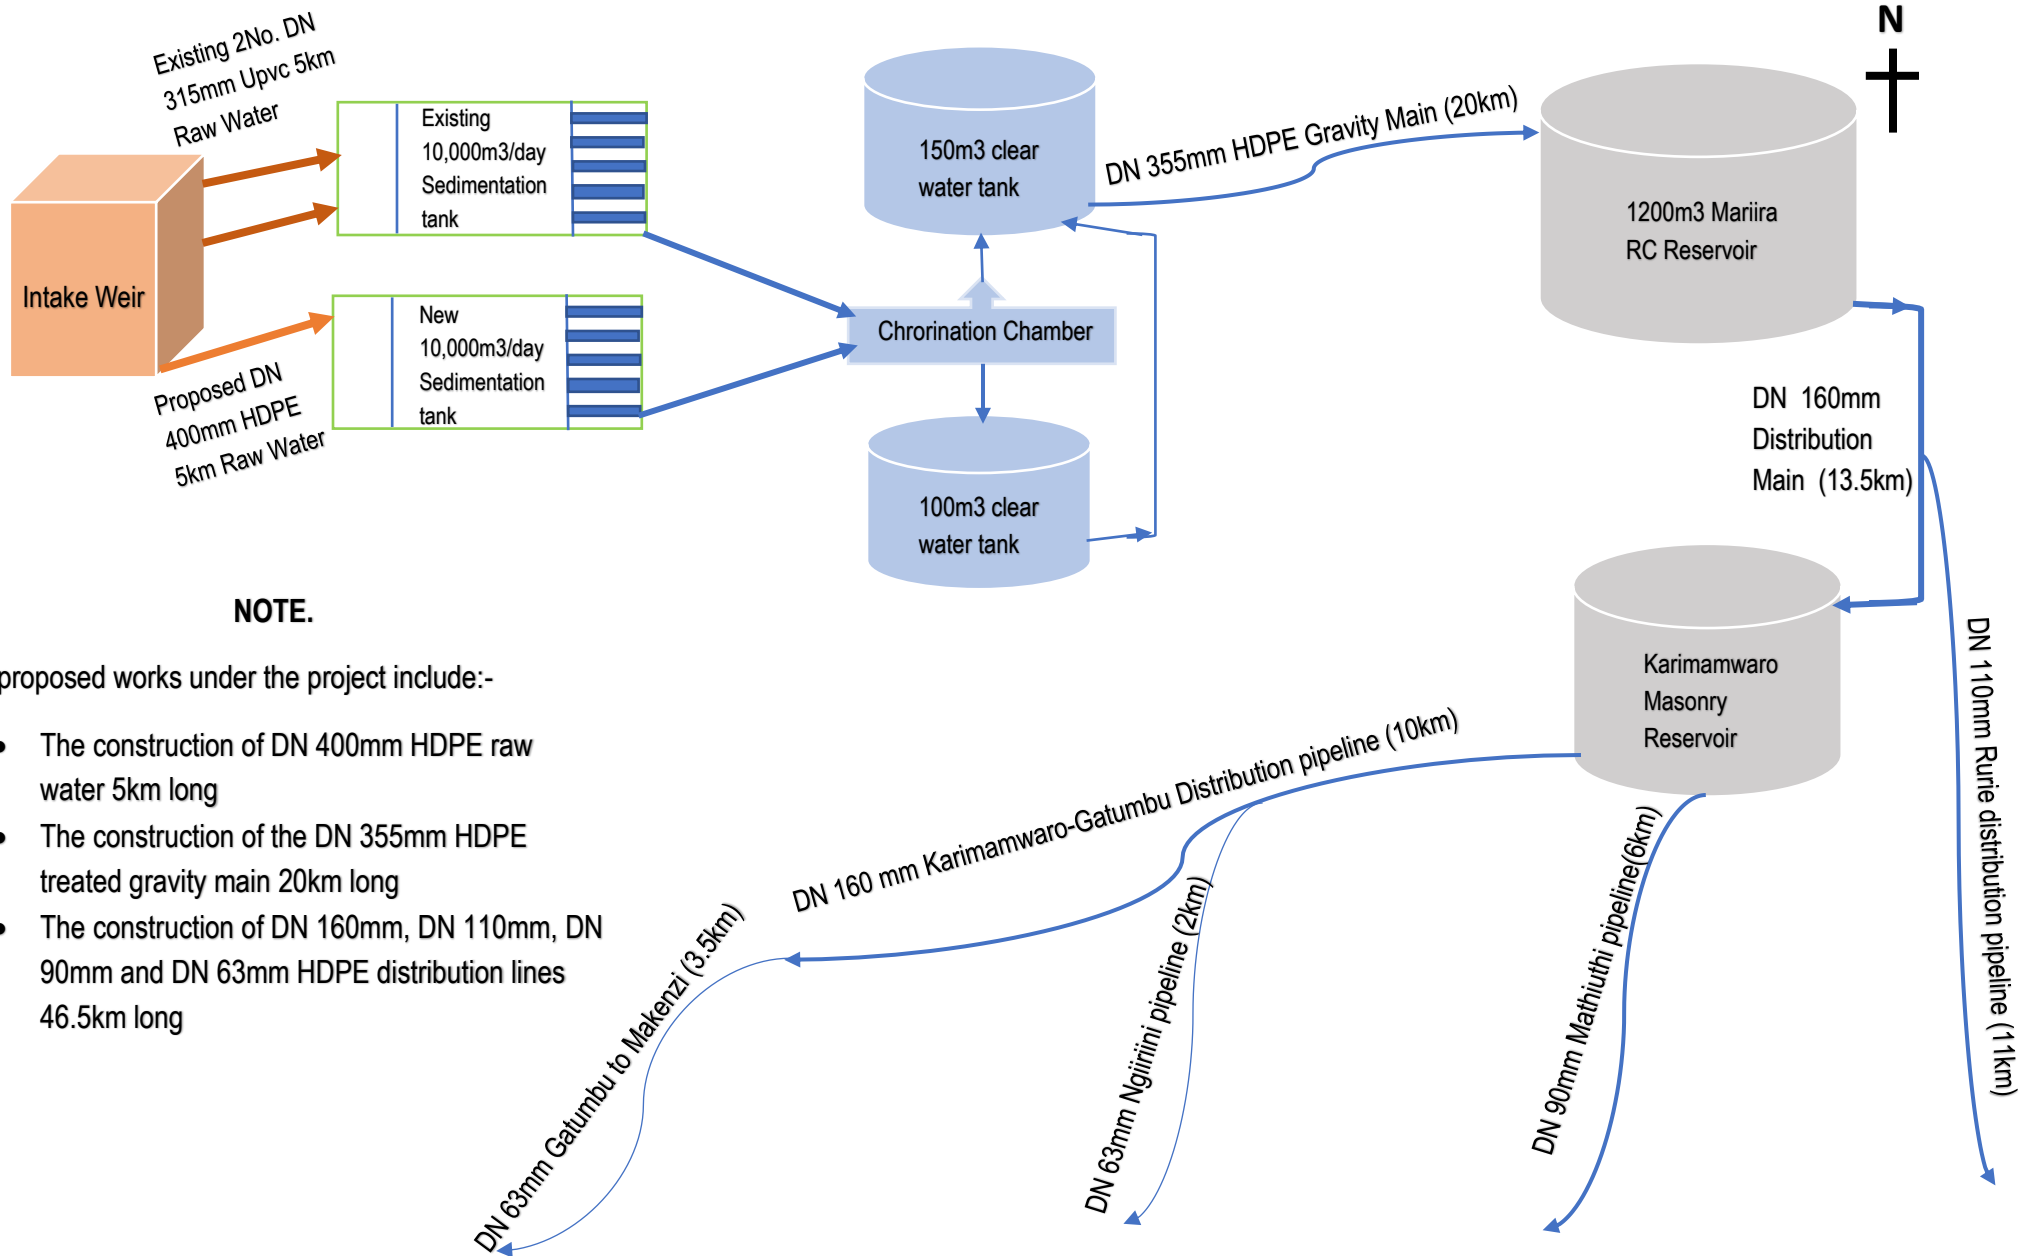 Existing 2No. DN
315mm Upvc 5km
Raw Water
N
Existing
10,000m3/day
Sedimentation
tank
150m3 clear
water tank
DN 355mm HDPE Gravity Main (20km)
1200m3 Mariira
RC Reservoir
Intake Weir
New
10,000m3/day
Sedimentation
tank
Chrorination Chamber
Proposed DN
400mm HDPE
5km Raw Water
DN 160mm
Distribution
Main (13.5km)
100m3 clear
water tank
NOTE.
proposed works under the project include:-
• The construction of DN 400mm HDPE raw
water 5km long
• The construction of the DN 355mm HDPE
treated gravity main 20km long
• The construction of DN 160mm, DN 110mm, DN
90mm and DN 63mm HDPE distribution lines
46.5km long
Karimamwaro
Masonry
Reservoir
DN 110mm Rurie distribution pipeline (11km)
DN 160 mm Karimamwaro-Gatumbu Distribution pipeline (10km)
DN 63mm Gatumbu to Makenzi (3.5km)
DN 63mm Ngiriini pipeline (2km)
DN 90mm Mathiuthi pipeline(6km)